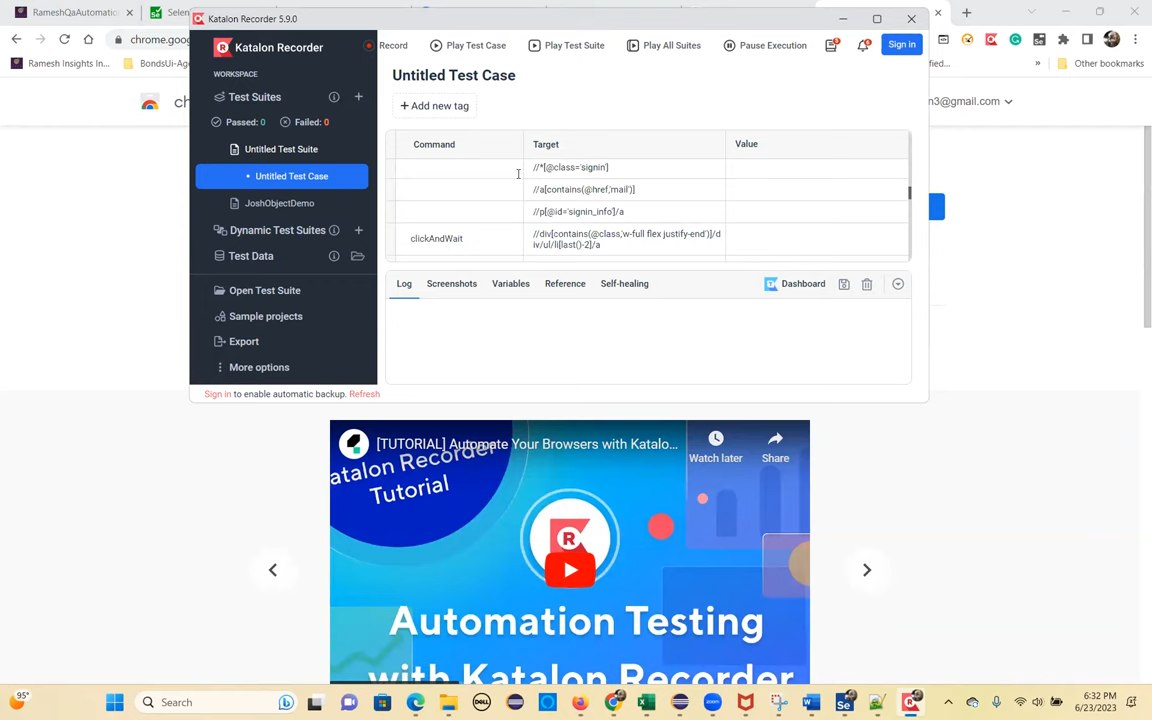 RameshQaAutomatio
Selen
Katalon Recorder 5.9.0
chrome.goog
Ramesh Insights In...
BondsUi-Age
fied...
Other bookmarks
ch
n3@gmail.com
Katalon Recorder
WORKSPACE
Test Suites
Passed: 0
Failed: 0
Untitled Test Suite
• Untitled Test Case
JoshObjectDemo
Dynamic Test Suites
Test Data
Open Test Suite
Sample projects
Export
More options
Sign in to enable automatic backup. Refresh
Record
Play Test Case
Play Test Suite
Play All Suites
Pause Execution
Sign in
Untitled Test Case
+ Add new tag
Command Target Value
//*[@class='signin']
//a[contains(@href,'mail')]
//p[@id='signin_info']/a
clickAndWait
//div[contains(@class,'w-full flex justify-end')]/d
iv/ul/li[last()-2]/a
Log Screenshots Variables Reference Self-healing
Dashboard
[TUTORIAL] Automate Your Browsers with Katalo...
Watch later
Share
atalon Recorder
Tutorial
R
Automation Testing
with Katalon Recorder
95°
Search
6:32 PM
6/23/2023